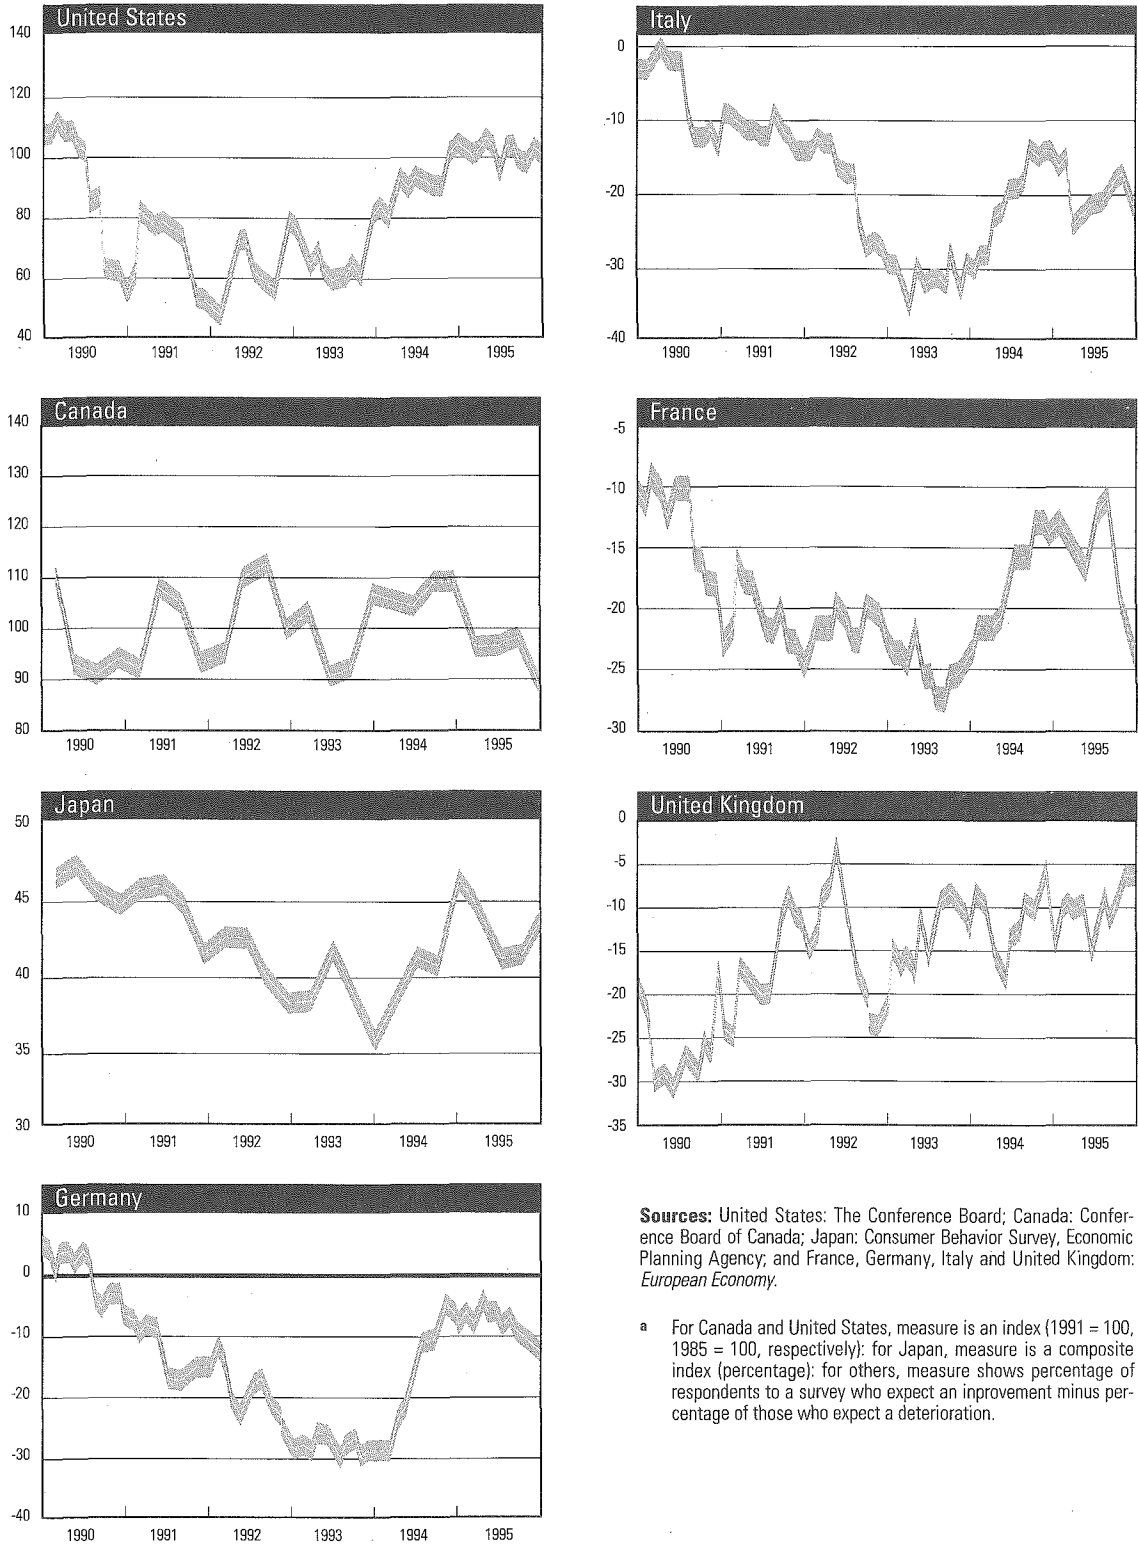 United States
140
120
100
80
60
40
1990 1991 1992 1993 1994 1995
Canada
140
130
120
110
100
90
80
1990 1991 1992 1993 1994 1995
Japan
50
45
40
35
30
1990 1991 1992 1993 1994 1995
Germany
10
0
-10
-20
-30
-40
1990 1991 1992 1993 1994 1995
Italy
0
-10
-20
-30
-40
1990 1991 1992 1993 1994 1995
France
-5
-10
-15
-20
-25
-30
1990 1991 1992 1993 1994 1995
United Kingdom
0
-5
-10
-15
-20
-25
-30
-35
1990 1991 1992 1993 1994 1995
Sources: United States: The Conference Board; Canada: Confer-
ence Board of Canada; Japan: Consumer Behavior Survey, Economic
Planning Agency; and France, Germany, Italy and United Kingdom:
European Economy.
a For Canada and United States, measure is an index (1991 = 100,
1985 = 100, respectively): for Japan, measure is a composite
index (percentage): for others, measure shows percentage of
respondents to a survey who expect an inprovement minus per-
centage of those who expect a deterioration.